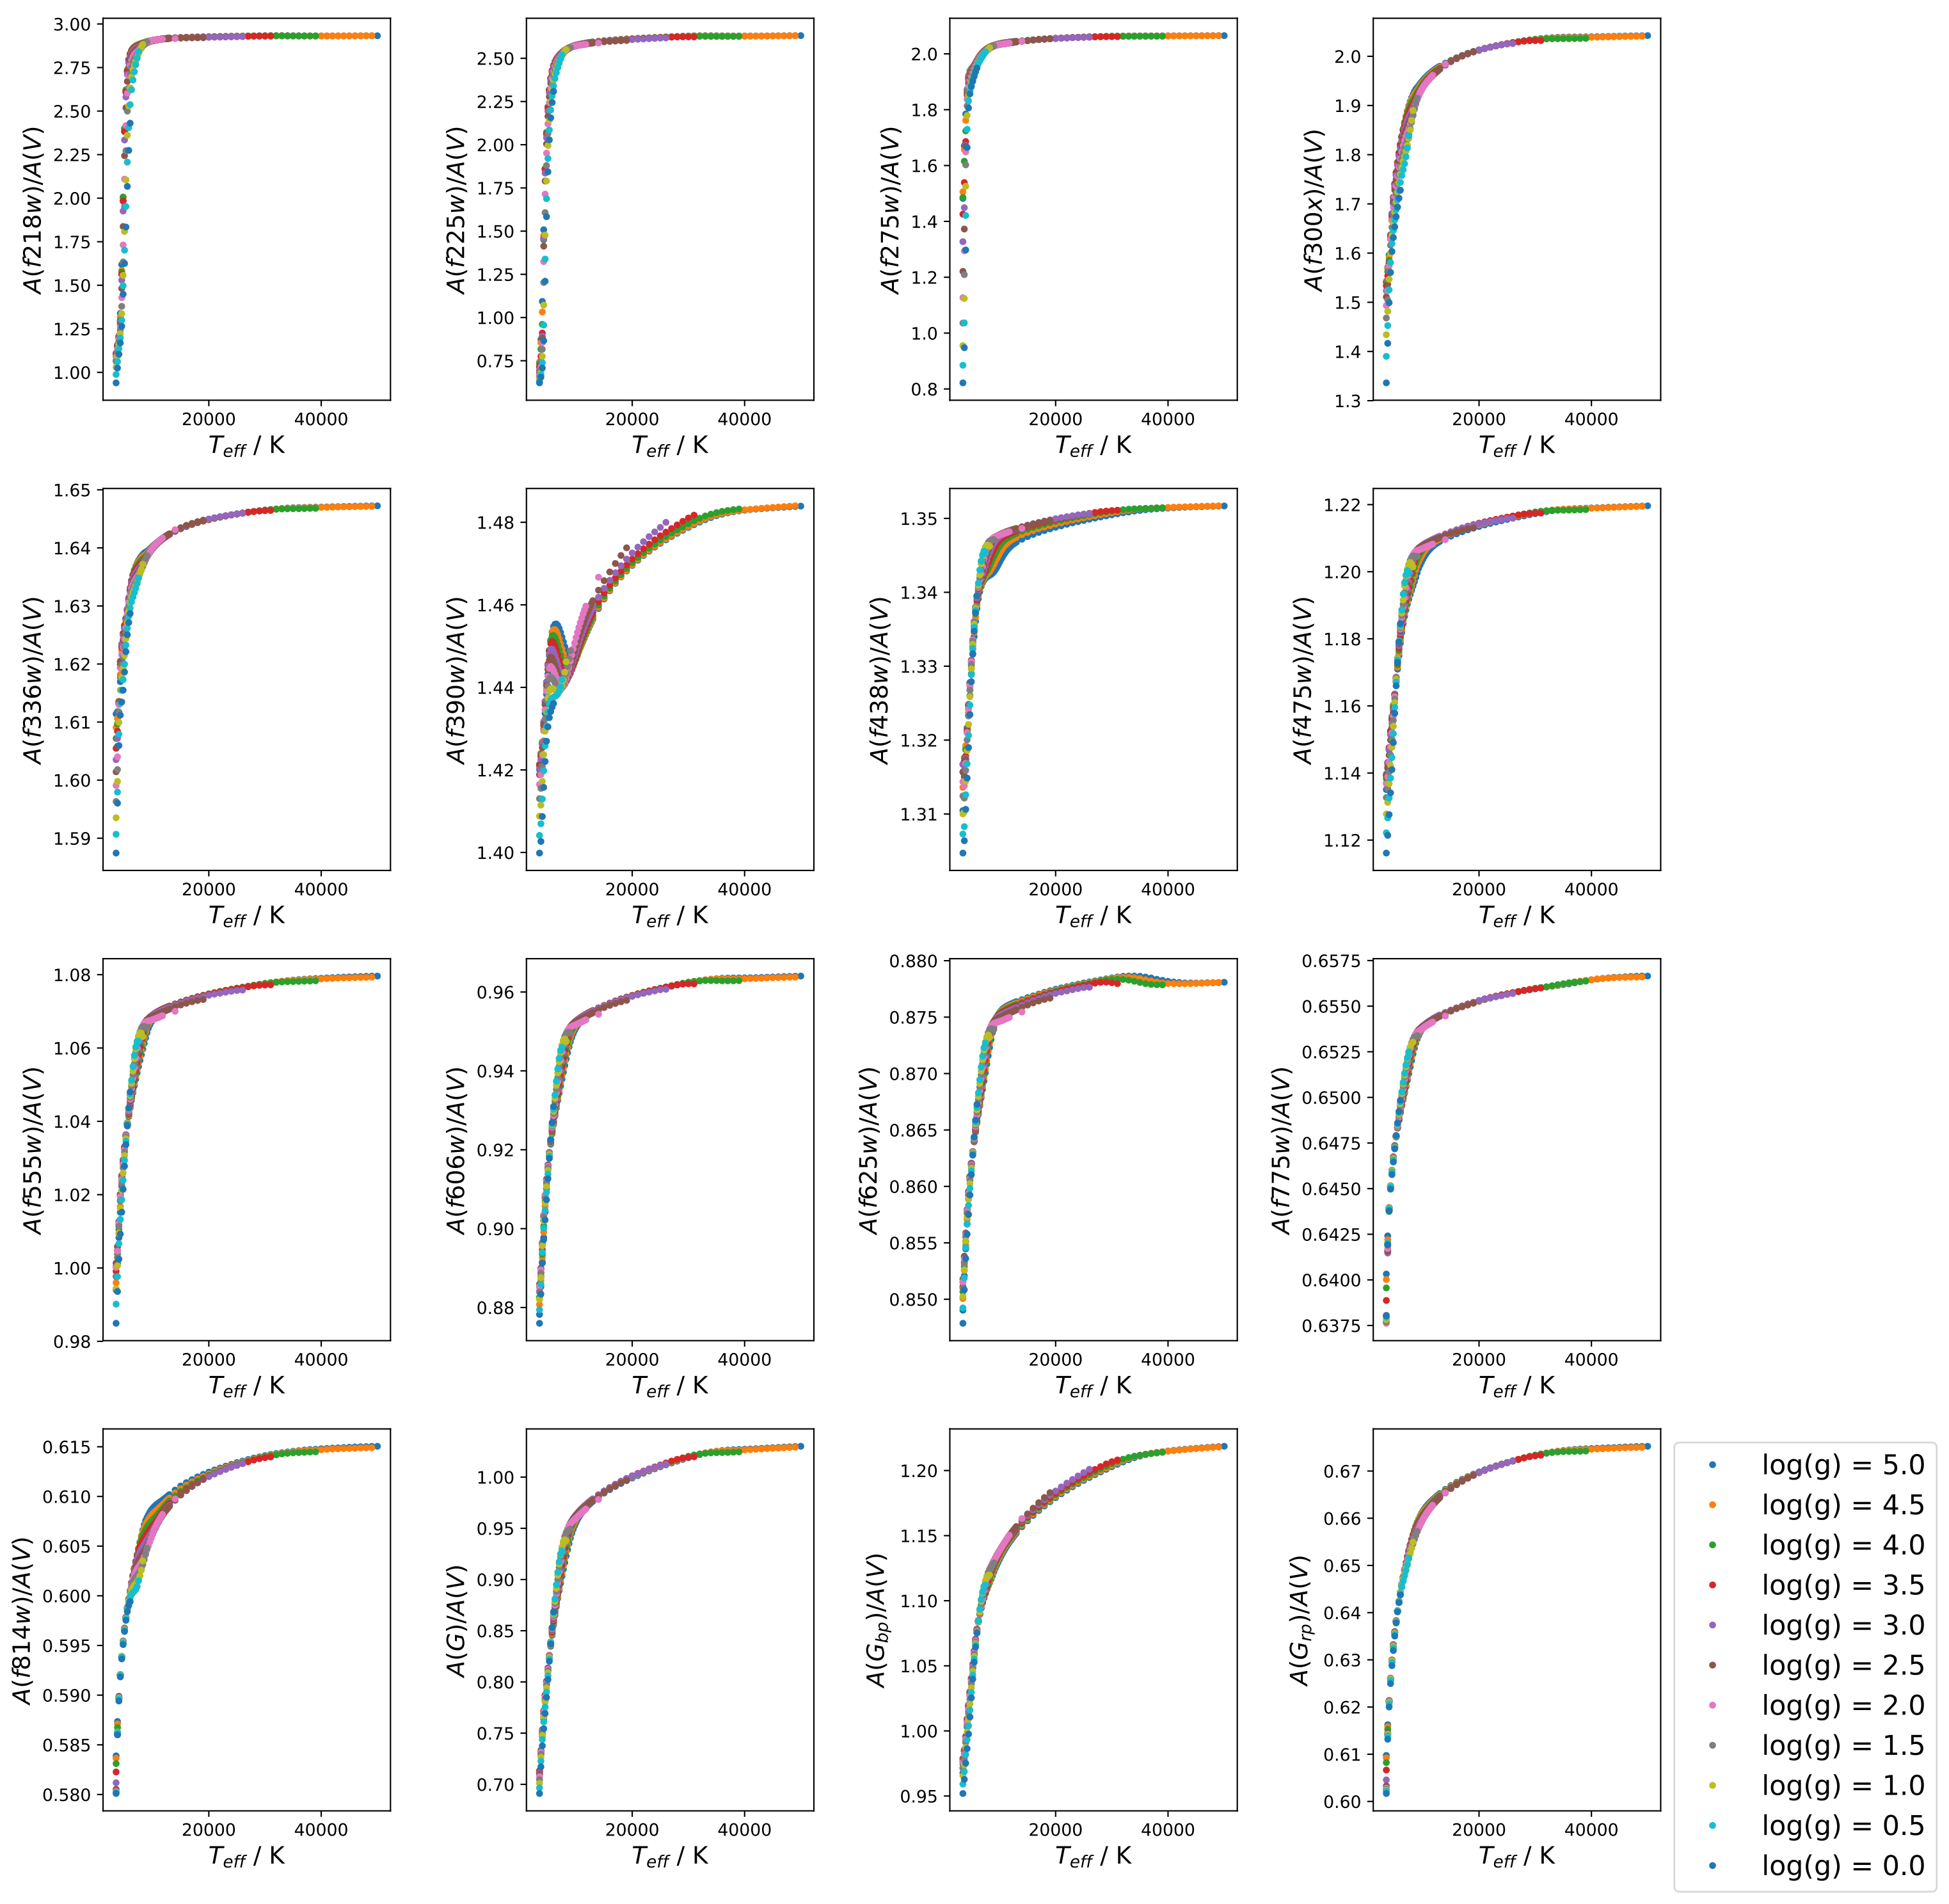 3.00
2.75
2.50
2.25
2.00
1.75
1.50
1.25
1.00
A(f218w)/A(V)
20000 40000
T_eff / K
2.50
2.25
2.00
1.75
1.50
1.25
1.00
0.75
A(f225w)/A(V)
20000 40000
T_eff / K
2.0
1.8
1.6
1.4
1.2
1.0
0.8
A(f275w)/A(V)
20000 40000
T_eff / K
2.0
1.9
1.8
1.7
1.6
1.5
1.4
1.3
A(f300x)/A(V)
20000 40000
T_eff / K
1.65
1.64
1.63
1.62
1.61
1.60
1.59
A(f336w)/A(V)
20000 40000
T_eff / K
1.48
1.46
1.44
1.42
1.40
A(f390w)/A(V)
20000 40000
T_eff / K
1.35
1.34
1.33
1.32
1.31
A(f438w)/A(V)
20000 40000
T_eff / K
1.22
1.20
1.18
1.16
1.14
1.12
A(f475w)/A(V)
20000 40000
T_eff / K
1.08
1.06
1.04
1.02
1.00
0.98
A(f555w)/A(V)
20000 40000
T_eff / K
0.96
0.94
0.92
0.90
0.88
A(f606w)/A(V)
20000 40000
T_eff / K
0.880
0.875
0.870
0.865
0.860
0.855
0.850
A(f625w)/A(V)
20000 40000
T_eff / K
0.6575
0.6550
0.6525
0.6500
0.6475
0.6450
0.6425
0.6400
0.6375
A(f775w)/A(V)
20000 40000
T_eff / K
0.615
0.610
0.605
0.600
0.595
0.590
0.585
0.580
A(f814w)/A(V)
20000 40000
T_eff / K
1.00
0.95
0.90
0.85
0.80
0.75
0.70
A(G)/A(V)
20000 40000
T_eff / K
1.20
1.15
1.10
1.05
1.00
0.95
A(G_bp)/A(V)
20000 40000
T_eff / K
0.67
0.66
0.65
0.64
0.63
0.62
0.61
0.60
A(G_rp)/A(V)
20000 40000
T_eff / K
log(g) = 5.0
log(g) = 4.5
log(g) = 4.0
log(g) = 3.5
log(g) = 3.0
log(g) = 2.5
log(g) = 2.0
log(g) = 1.5
log(g) = 1.0
log(g) = 0.5
log(g) = 0.0